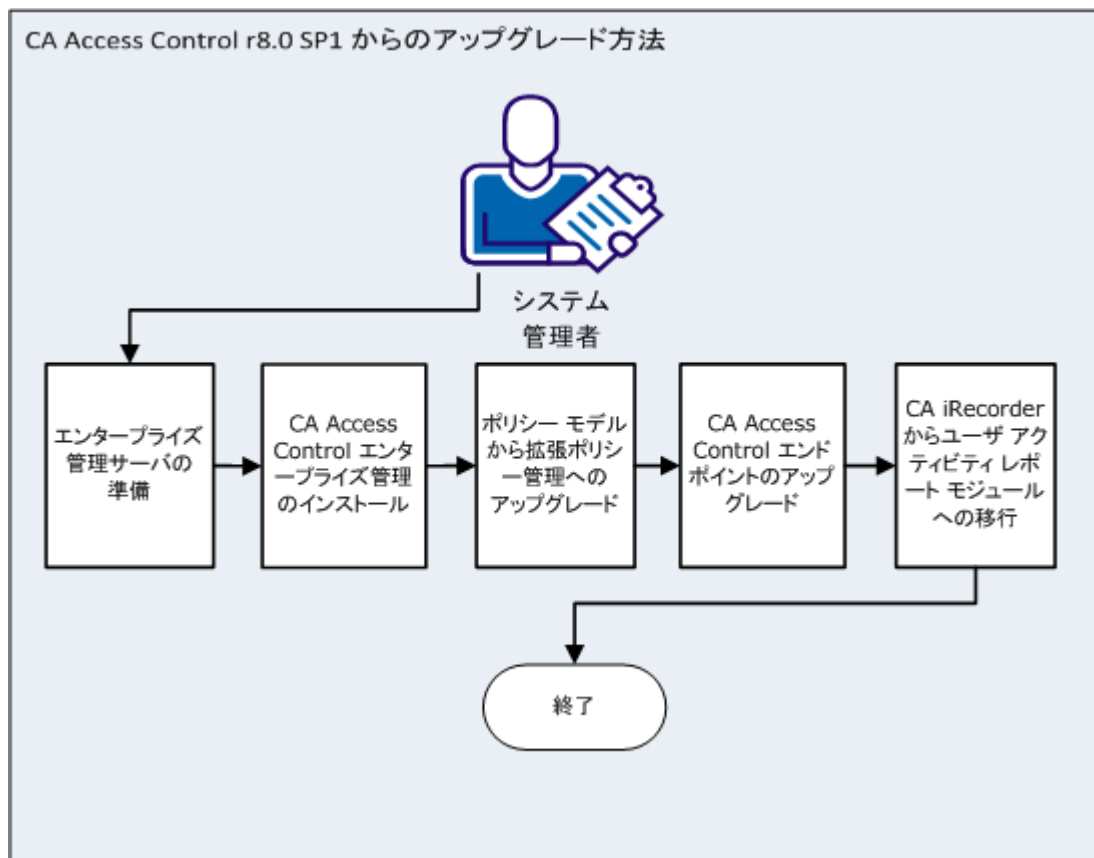 CA Access Control r8.0 SP1 からのアップグレード方法
システム
管理者
エンタープライズ
管理サーバの
準備
CA Access
Control エンター
プライズ管理
のインストール
ポリシー モデル
から拡張ポリシ
ー管理への
アップグレード
CA Access
Control エンド
ポイントのアップ
グレード
CA iRecorder
からユーザ アク
ティビティ レポ
ート モジュール
への移行
終了